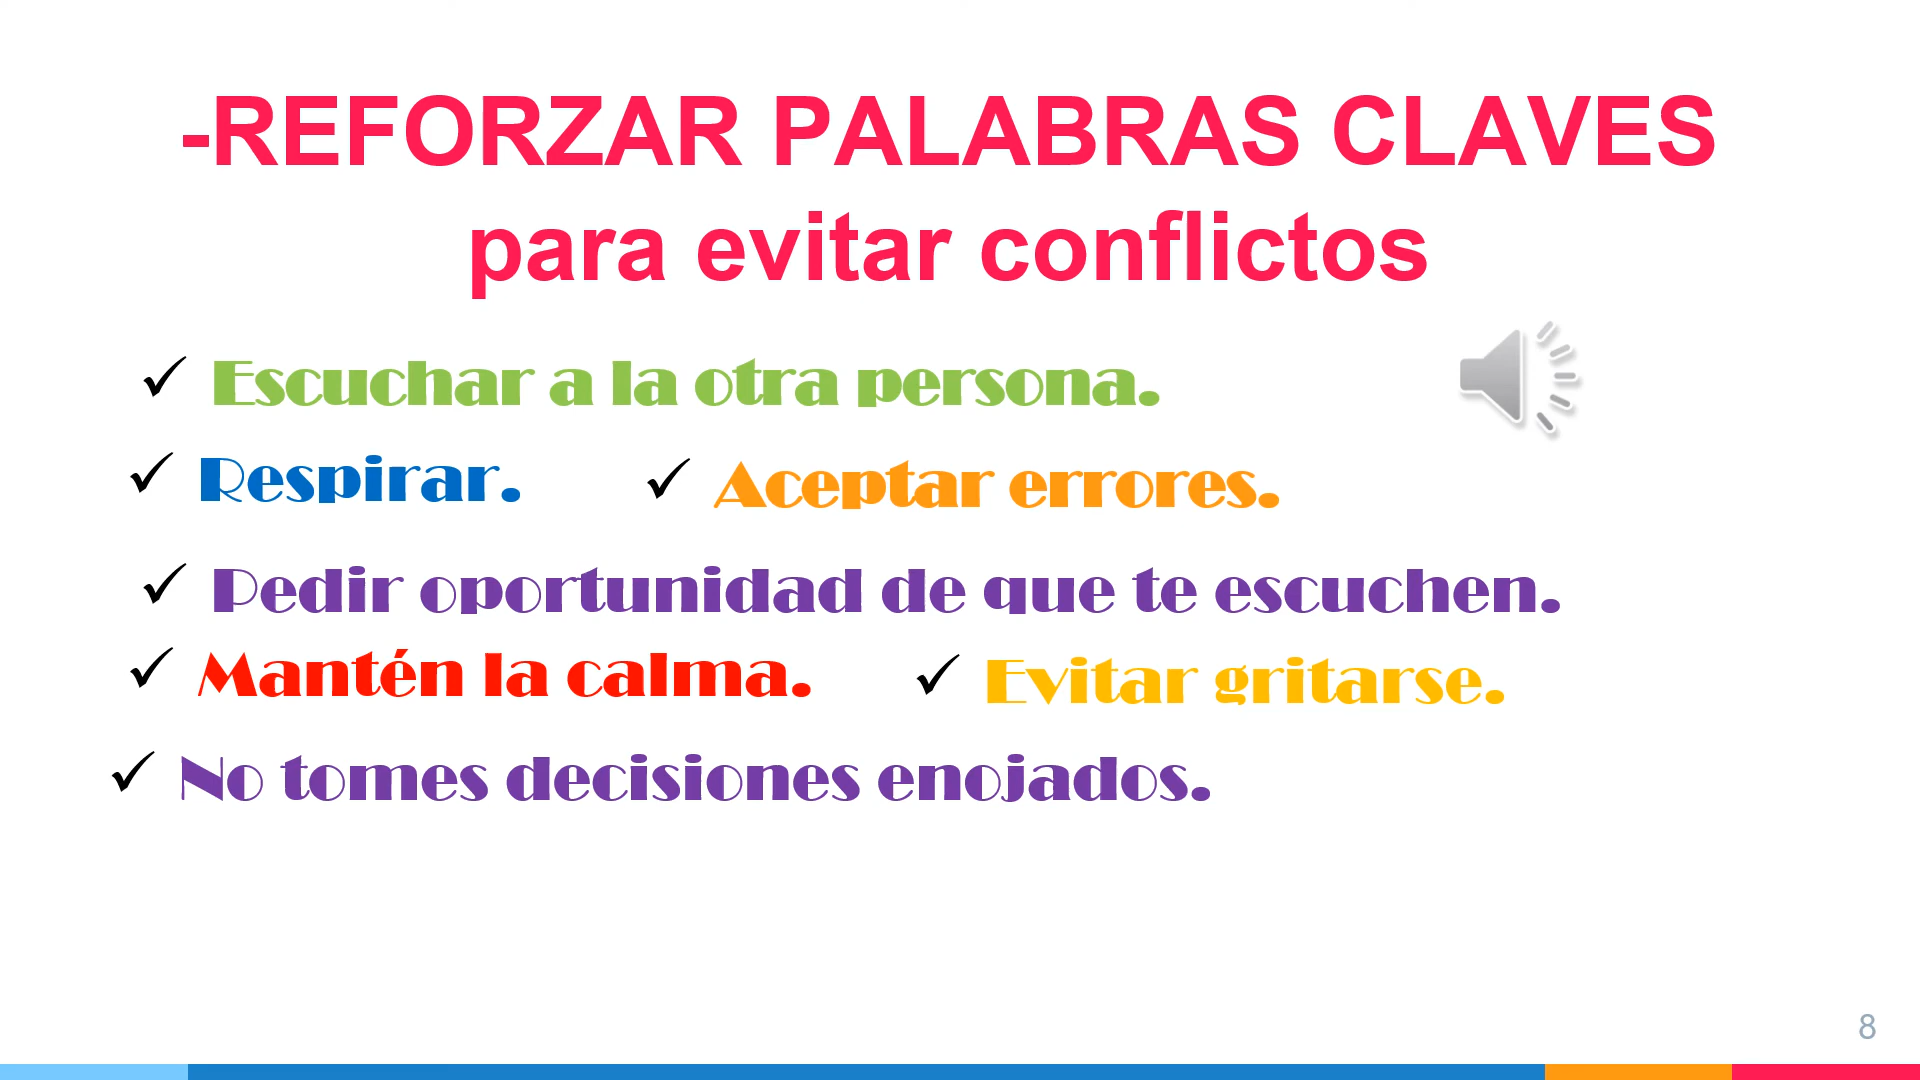 -REFORZAR PALABRAS CLAVES
para evitar conflictos
✓ Escuchar a la otra persona.
✓ Respirar.
✓ Aceptar errores.
✓ Pedir oportunidad de que te escuchen.
✓ Mantén la calma.
✓ Evitar gritarse.
✓ No tomes decisiones enojados.
8